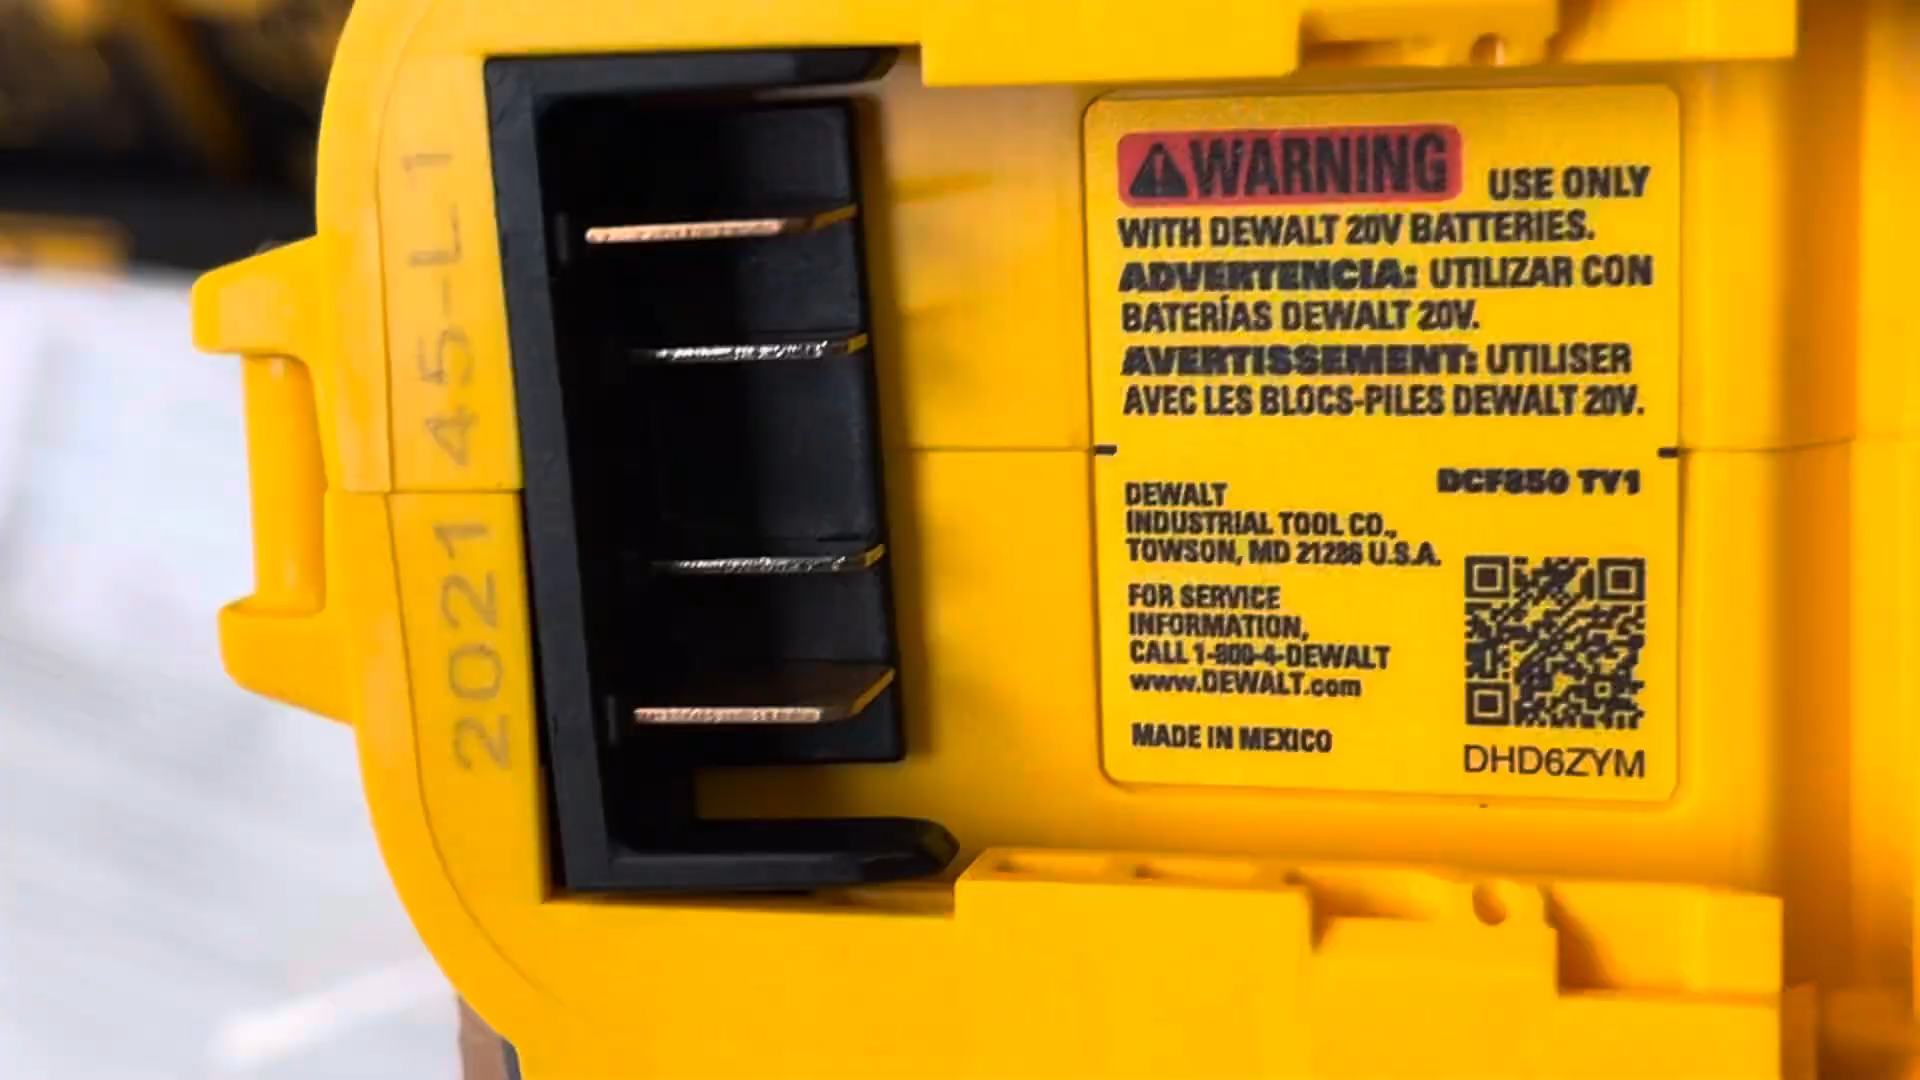 2021 45-L1
WARNING USE ONLY
WITH DEWALT 20V BATTERIES.
ADVERTENCIA: UTILIZAR CON
BATERÍAS DEWALT 20V.
AVERTISSEMENT: UTILISER
AVEC LES BLOCS-PILES DEWALT 20V.
DCF850 TY1
DEWALT
INDUSTRIAL TOOL CO.,
TOWSON, MD 21286 U.S.A.
FOR SERVICE
INFORMATION,
CALL 1-800-4-DEWALT
www.DEWALT.com
MADE IN MEXICO
DHD6ZYM